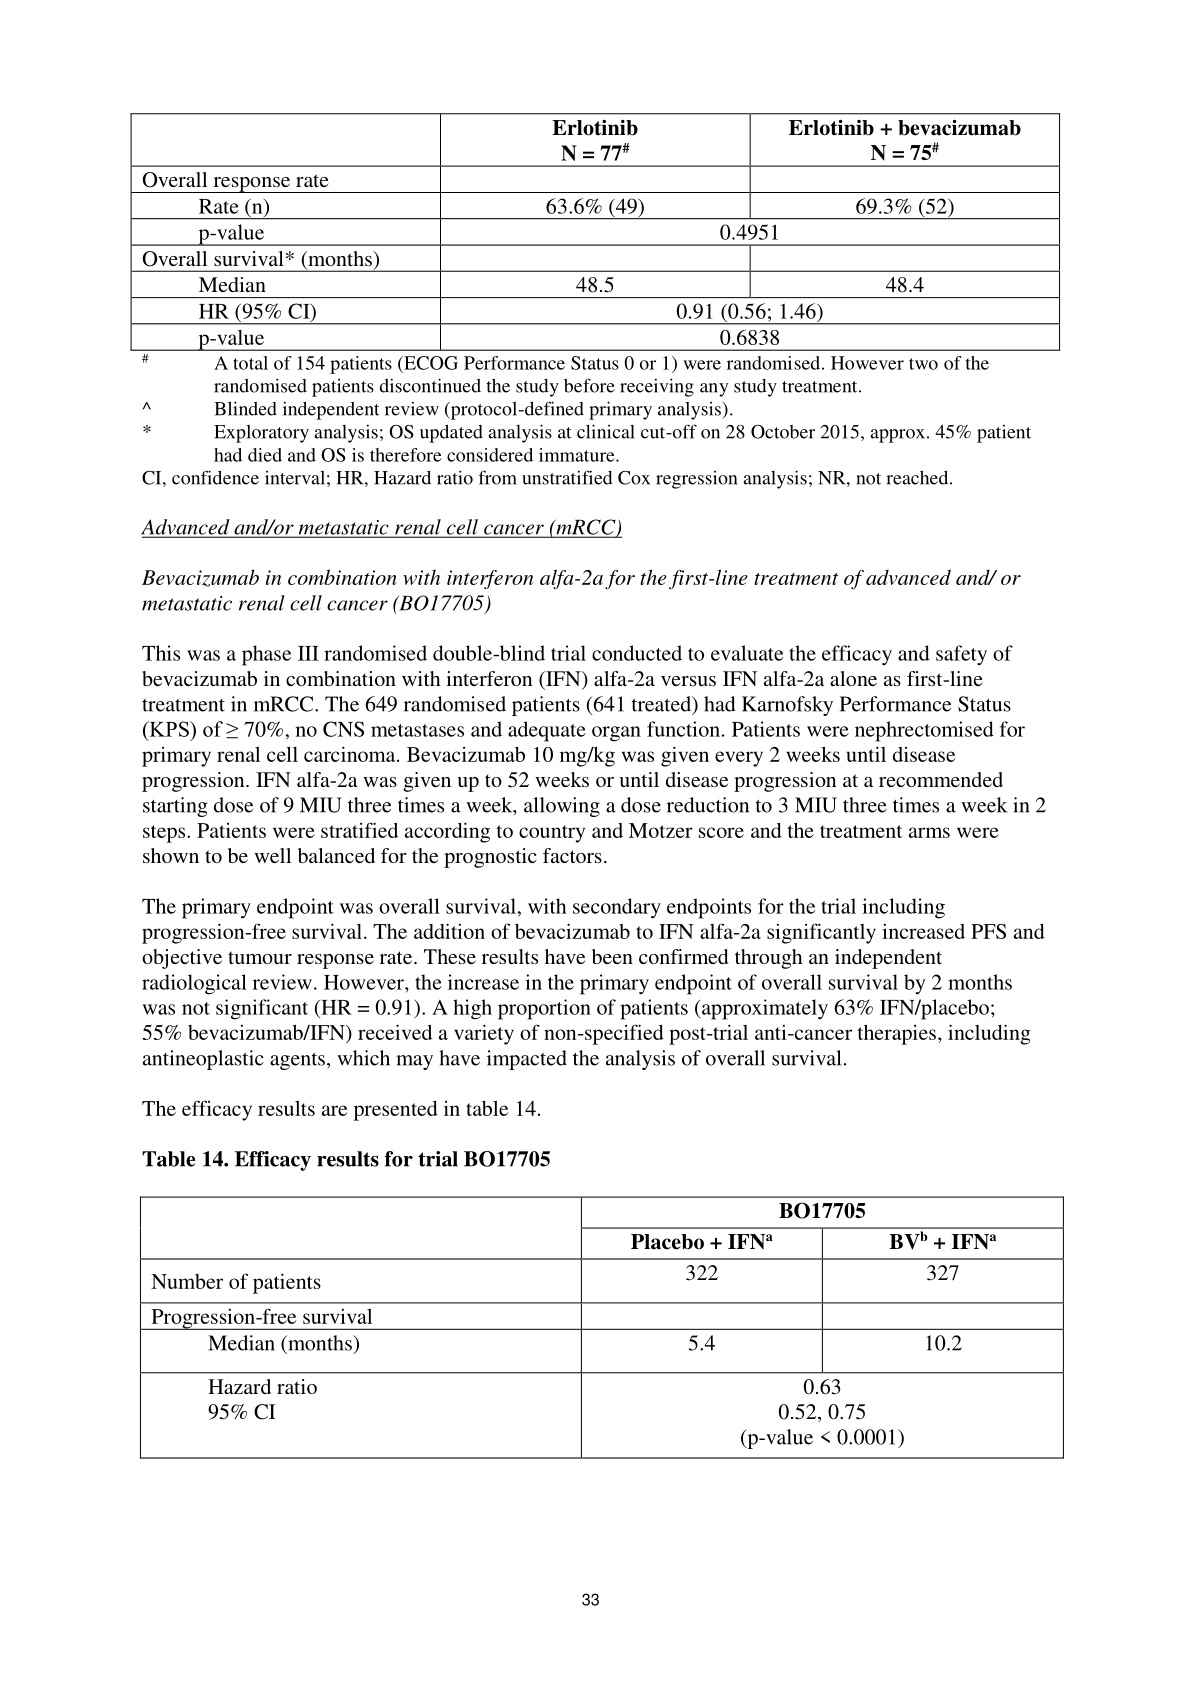 Erlotinib
N = 77#
Erlotinib + bevacizumab
N = 75#
Overall response rate
Rate (n) 63.6% (49) 69.3% (52)
p-value 0.4951
Overall survival* (months)
Median 48.5 48.4
HR (95% CI) 0.91 (0.56; 1.46)
p-value 0.6838
# A total of 154 patients (ECOG Performance Status 0 or 1) were randomised. However two of the
randomised patients discontinued the study before receiving any study treatment.
^ Blinded independent review (protocol-defined primary analysis).
* Exploratory analysis; OS updated analysis at clinical cut-off on 28 October 2015, approx. 45% patient
had died and OS is therefore considered immature.
CI, confidence interval; HR, Hazard ratio from unstratified Cox regression analysis; NR, not reached.
Advanced and/or metastatic renal cell cancer (mRCC)
Bevacizumab in combination with interferon alfa-2a for the first-line treatment of advanced and/ or
metastatic renal cell cancer (BO17705)
This was a phase III randomised double-blind trial conducted to evaluate the efficacy and safety of
bevacizumab in combination with interferon (IFN) alfa-2a versus IFN alfa-2a alone as first-line
treatment in mRCC. The 649 randomised patients (641 treated) had Karnofsky Performance Status
(KPS) of ≥ 70%, no CNS metastases and adequate organ function. Patients were nephrectomised for
primary renal cell carcinoma. Bevacizumab 10 mg/kg was given every 2 weeks until disease
progression. IFN alfa-2a was given up to 52 weeks or until disease progression at a recommended
starting dose of 9 MIU three times a week, allowing a dose reduction to 3 MIU three times a week in 2
steps. Patients were stratified according to country and Motzer score and the treatment arms were
shown to be well balanced for the prognostic factors.
The primary endpoint was overall survival, with secondary endpoints for the trial including
progression-free survival. The addition of bevacizumab to IFN alfa-2a significantly increased PFS and
objective tumour response rate. These results have been confirmed through an independent
radiological review. However, the increase in the primary endpoint of overall survival by 2 months
was not significant (HR = 0.91). A high proportion of patients (approximately 63% IFN/placebo;
55% bevacizumab/IFN) received a variety of non-specified post-trial anti-cancer therapies, including
antineoplastic agents, which may have impacted the analysis of overall survival.
The efficacy results are presented in table 14.
Table 14. Efficacy results for trial BO17705
BO17705
Placebo + IFNᵃ BVᵇ + IFNᵃ
Number of patients 322 327
Progression-free survival
Median (months) 5.4 10.2
Hazard ratio 0.63
95% CI 0.52, 0.75
(p-value < 0.0001)
33